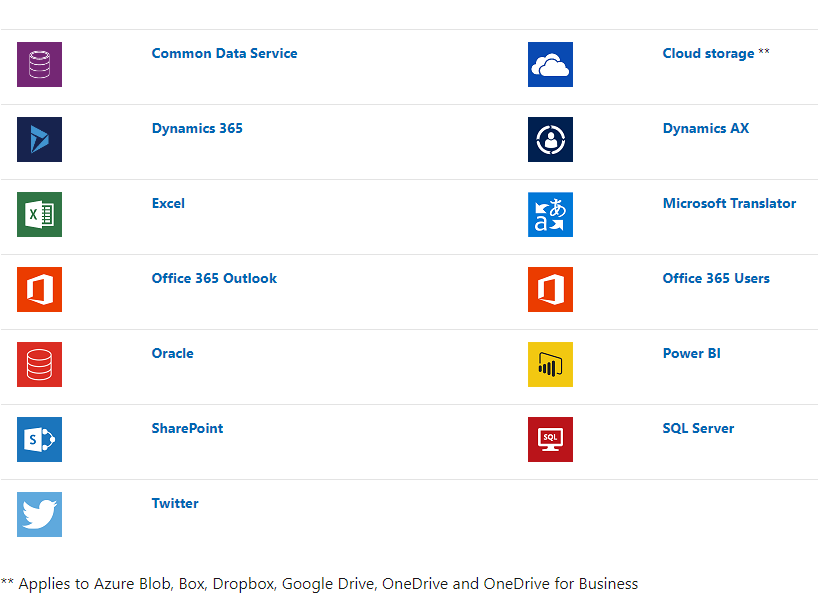 Common Data Service
Cloud storage **
Dynamics 365
Dynamics AX
Excel
X
Microsoft Translator
あ
a
Office 365 Outlook
Office 365 Users
Oracle
Power BI
SharePoint
S
SQL Server
SQL
Twitter
** Applies to Azure Blob, Box, Dropbox, Google Drive, OneDrive and OneDrive for Business